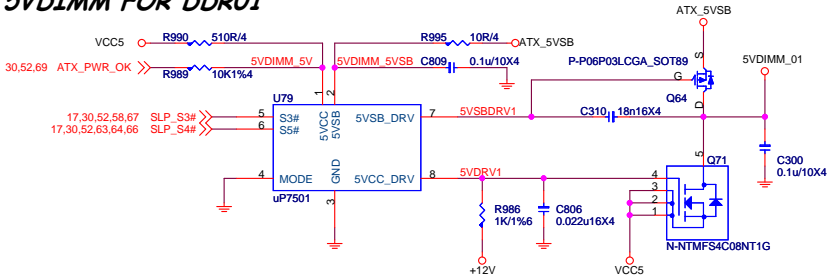 5VDIMM FOR DDR01
ATX_5VSB
VCC5 R990 510R/4 R995 10R/4 ATX_5VSB
P-P06P03LCGA_SOT89 5VDIMM_01
5VDIMM_5V 5VDIMM_5VSB C809 0.1u/10X4
30,52,69 ATX_PWR_OK R989 10K1%4
S G D Q64
U79 1 2
5VCC 5VSB
17,30,52,58,67 SLP_S3# 5 S3# 5VSB_DRV 7 5VSBDRV1 C310 18n16X4
17,30,52,63,64,66 SLP_S4# 6 S5#
5 Q71 C300 0.1u/10X4
4 MODE GND 5VCC_DRV 8 5VDRV1 4
3
2
1
uP7501 3
R986 1K/1%6 C806 0.022u16X4
N-NTMFS4C08NT1G
+12V VCC5